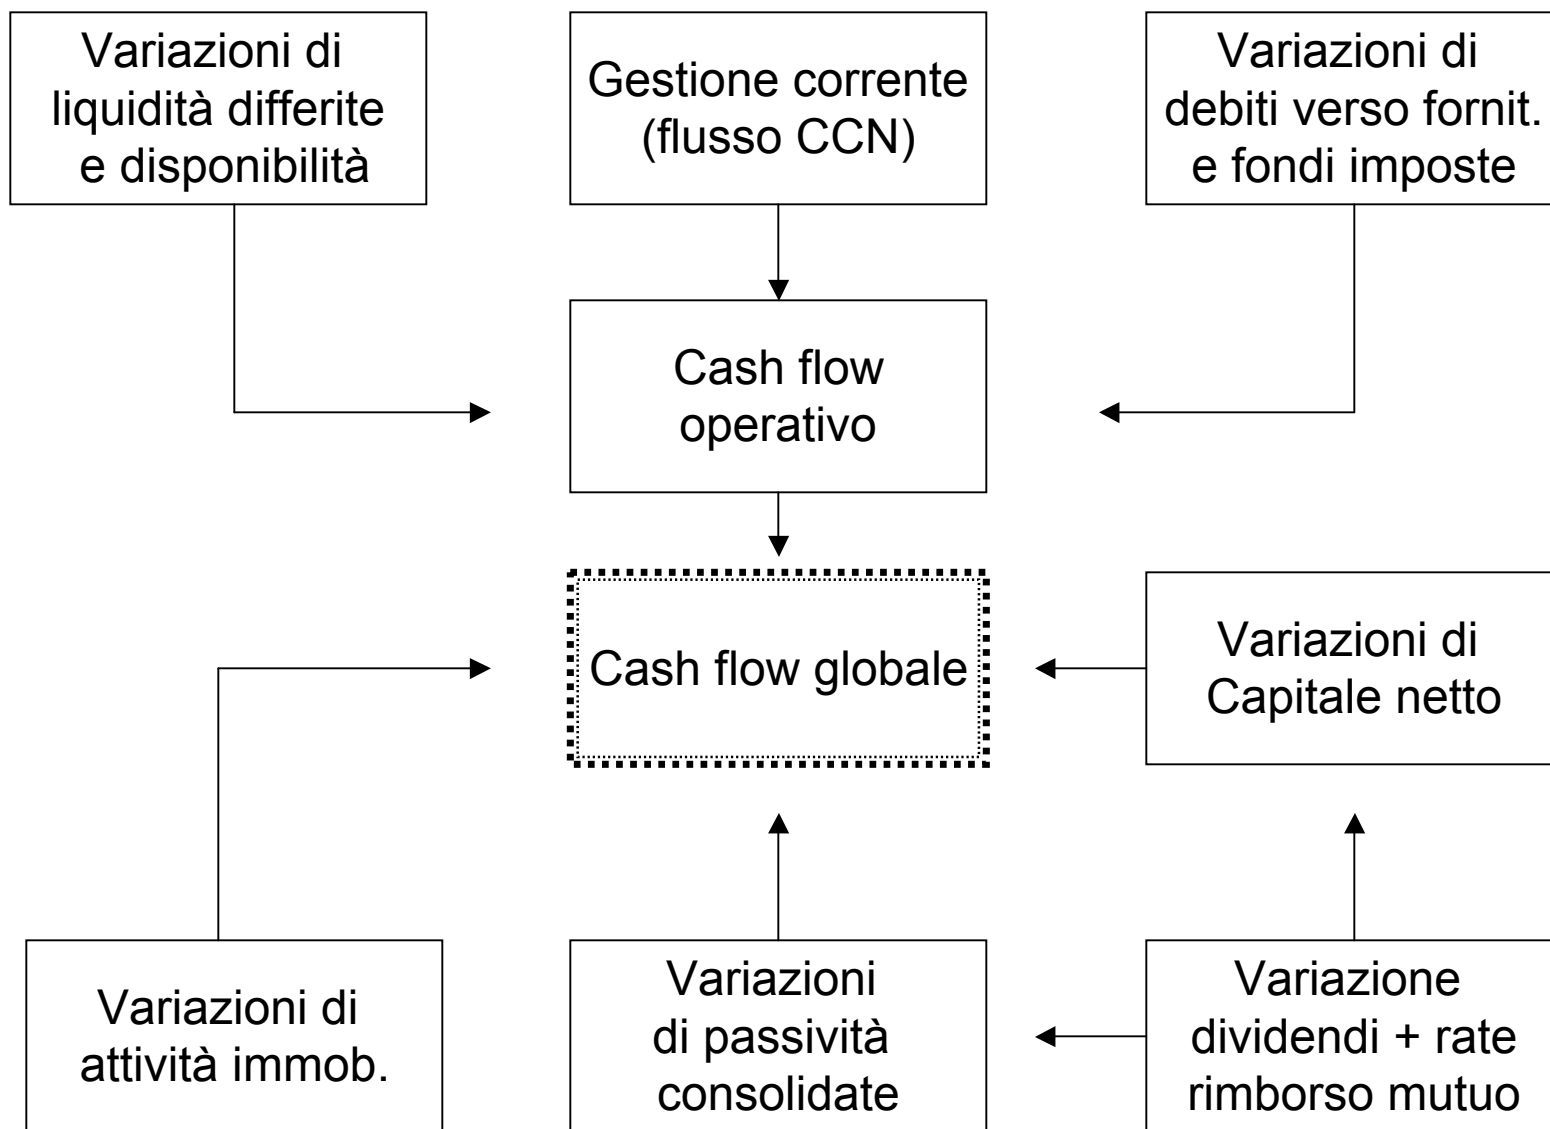 Variazioni di
liquidità differite
e disponibilità
Gestione corrente
(flusso CCN)
Variazioni di
debiti verso fornit.
e fondi imposte
Cash flow
operativo
Cash flow globale
Variazioni di
Capitale netto
Variazioni di
attività immob.
Variazioni
di passività
consolidate
Variazione
dividendi + rate
rimborso mutuo